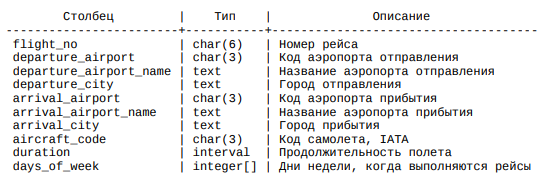 Столбец | Тип | Описание
-----------------------+-----------+-------------------------------------
flight_no | char(6) | Номер рейса
departure_airport | char(3) | Код аэропорта отправления
departure_airport_name | text | Название аэропорта отправления
departure_city | text | Город отправления
arrival_airport | char(3) | Код аэропорта прибытия
arrival_airport_name | text | Название аэропорта прибытия
arrival_city | text | Город прибытия
aircraft_code | char(3) | Код самолета, IATA
duration | interval | Продолжительность полета
days_of_week | integer[] | Дни недели, когда выполняются рейсы